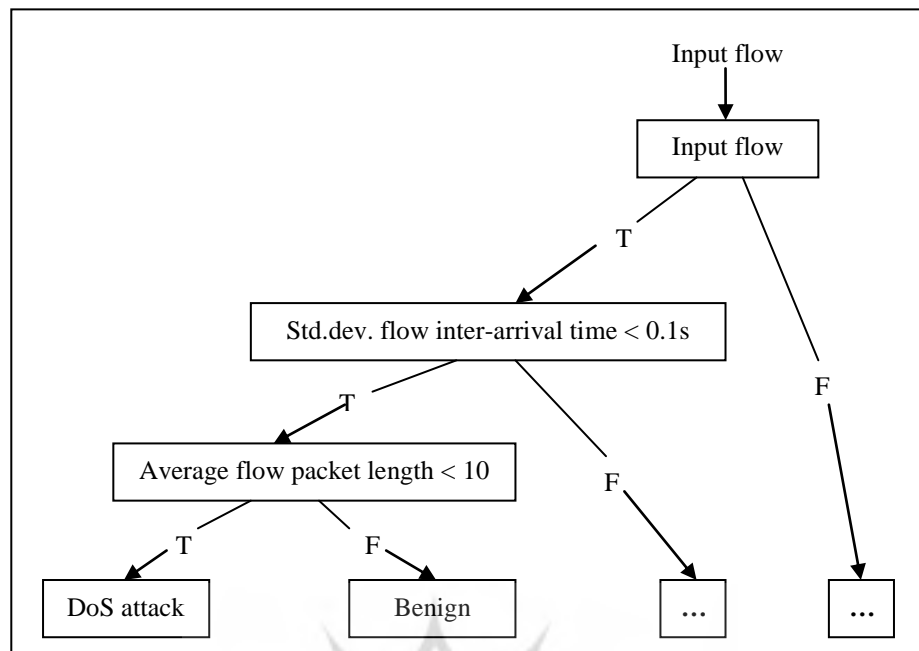 Input flow
Input flow
T
Std.dev. flow inter-arrival time < 0.1s
F
T
Average flow packet length < 10
F
T
F
DoS attack
Benign
...
...